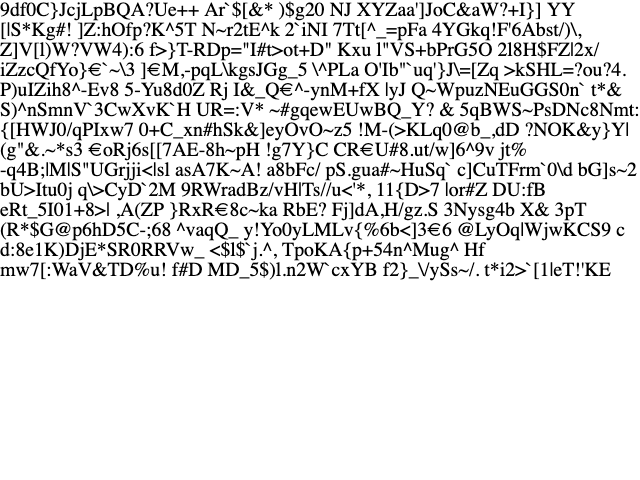 9df0C}JcjLpBQA?Ue++ Ar`$[&* )$g20 NJ XYZaa']JoC&aW?+I}] YY
[|S*Kg#! ]Z:hOfp?K^5T N~r2tE^k 2`iNI 7Tt[^_=pFa 4YGkq!F'6Abst/)\,
Z]V[l)W?VW4):6 f>}T-RDp="I#t>ot+D" Kxu l"VS+bPrG5O 2l8H$FZ|2x/
iZzcQfYo}€`~\3 ]€M,-pqL\kgsJGg_5 \^PLa O'Ib"`uq'}J\=[Zq >kSHL=?ou?4.
P)uIZih8^-Ev8 5-Yu8d0Z Rj I&_Q€^-ynM+fX |yJ Q~WpuzNEuGGS0n` t*&
S)^nSmnV`3CwXvK`H UR=:V* ~#gqewEUwBQ_Y? & 5qBWS~PsDNc8Nmt:
{[HWJ0/qPIxw7 0+C_xn#hSk&]eyOvO~z5 !M-(>KLq0@b_,dD ?NOK&y}Y|
(g"&.~*s3 €oRj6s[[7AE-8h~pH !g7Y}C CR€U#8.ut/w]6^9v jt%
-q4B;|M|S"UGrjji<|sl asA7K~A! a8bFc/ pS.gua#~HuSq` c]CuTFrm`0\d bG]s~2
bU>Itu0j q\>CyD`2M 9RWradBz/vH|Ts//u<'*, 11{D>7 |or#Z DU:fB
eRt_5I01+8>| ,A(ZP }RxR€8c~ka RbE? Fj]dA,H/gz.S 3Nysg4b X& 3pT
(R*$G@p6hD5C-;68 ^vaqQ_ y!Yo0yLMLv{%6b<]3€6 @LyOq|WjwKCS9 c
d:8e1K)DjE*SR0RRVw_ <$l$`j.^, TpoKA{p+54n^Mug^ Hf
mw7[:WaV&TD%u! f#D MD_5$)l.n2W`cxYB f2}_\/ySs~/. t*i2>`[1|eT!'KE